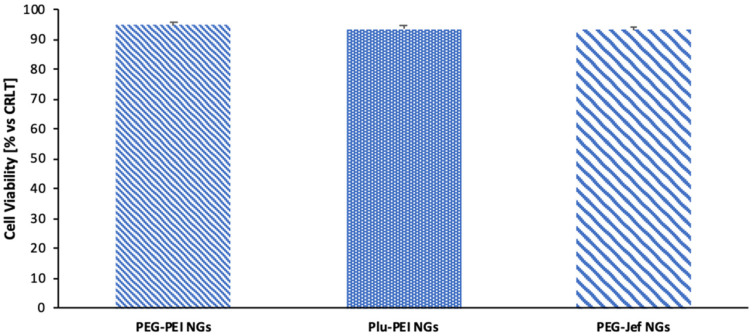 Cell Viability [% vs CRLT]
100
90
80
70
60
50
40
30
20
10
0
PEG-PEI NGs
Plu-PEI NGs
PEG-Jef NGs